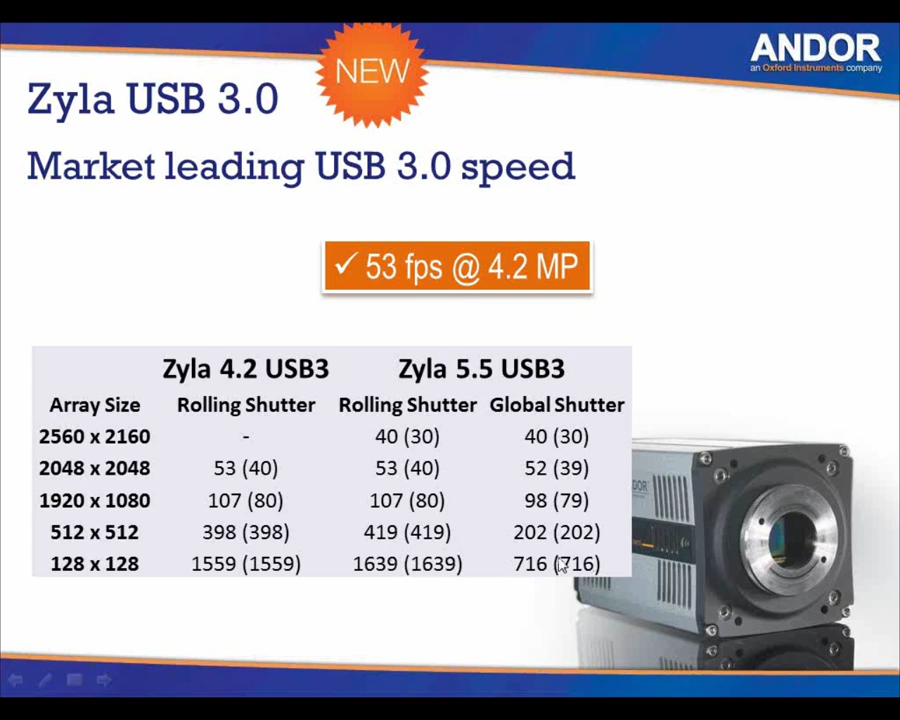 NEW
ANDOR
an Oxford Instruments company
Zyla USB 3.0
Market leading USB 3.0 speed
✓ 53 fps @ 4.2 MP
Zyla 4.2 USB3 Zyla 5.5 USB3
Array Size Rolling Shutter Rolling Shutter Global Shutter
2560 x 2160 - 40 (30) 40 (30)
2048 x 2048 53 (40) 53 (40) 52 (39)
1920 x 1080 107 (80) 107 (80) 98 (79)
512 x 512 398 (398) 419 (419) 202 (202)
128 x 128 1559 (1559) 1639 (1639) 716 (716)